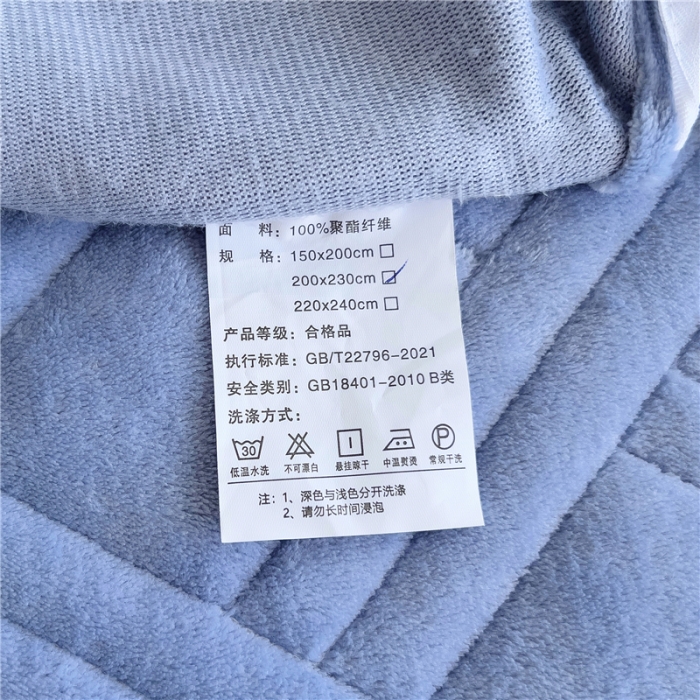 面 料：100%聚酯纤维
规 格：150x200cm
200x230cm
220x240cm
产品等级：合格品
执行标准：GB/T22796-2021
安全类别：GB18401-2010 B类
洗涤方式：
30 P
低温水洗 不可漂白 悬挂晾干 中温熨烫 常规干洗
注：1、深色与浅色分开洗涤
2、请勿长时间浸泡